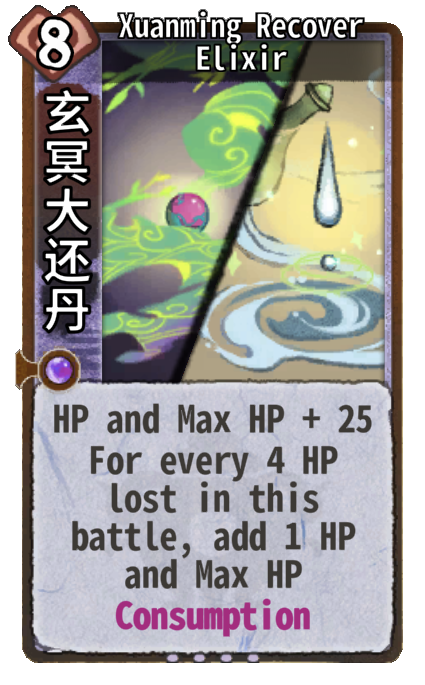 8
Xuanming Recover
Elixir
玄冥大还丹
HP and Max HP + 25
For every 4 HP
lost in this
battle, add 1 HP
and Max HP
Consumption